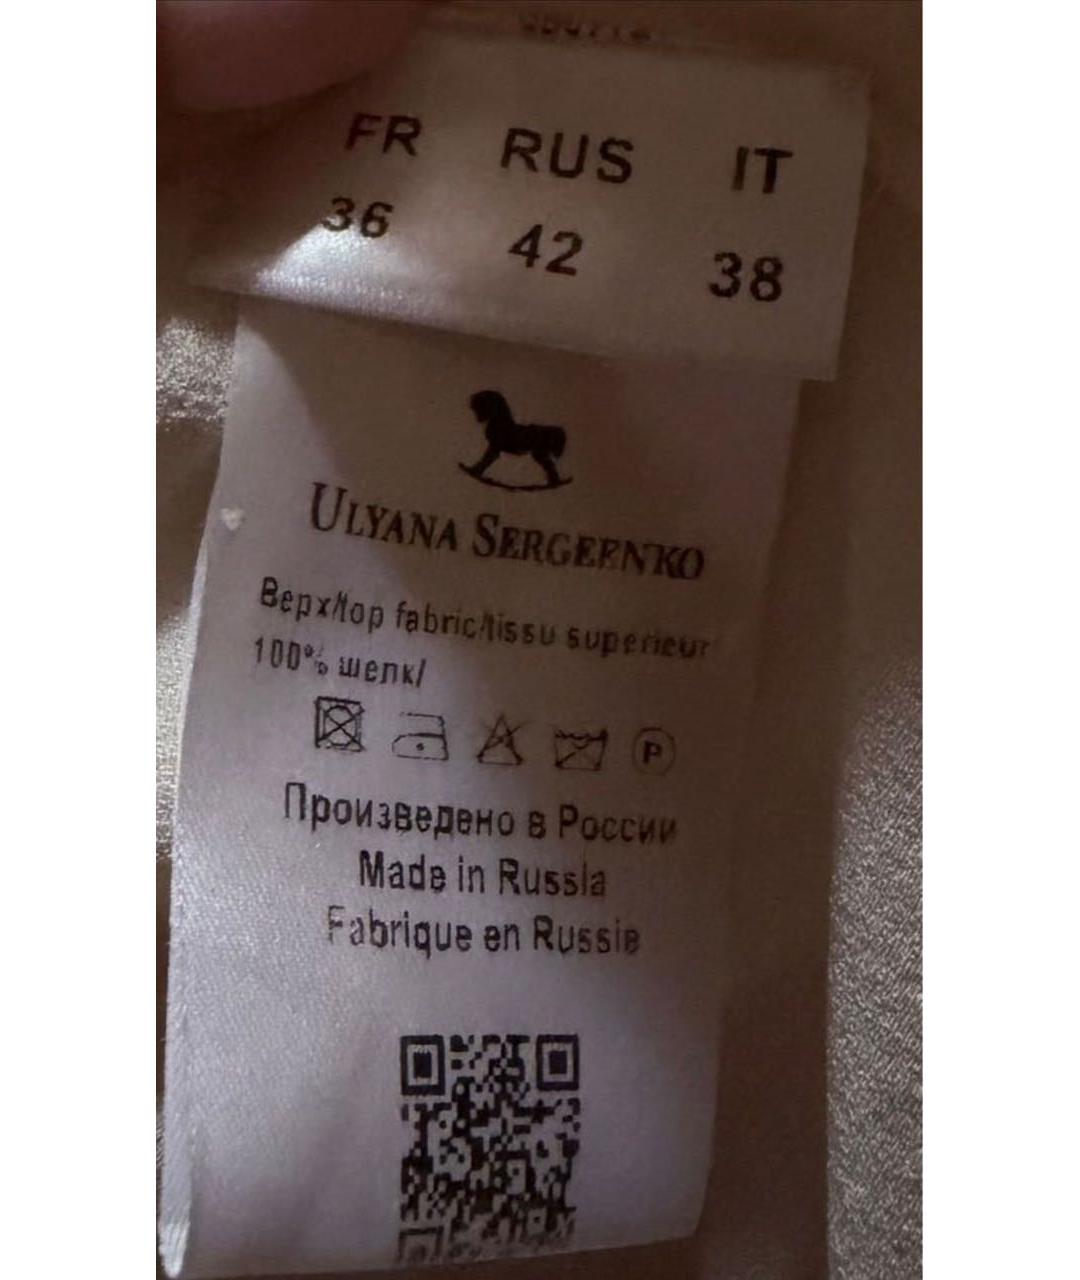 FR RUS IT
36 42 38
ULYANA SERGEENKO
Верх/top fabric/tissu superieur
100% шелк/
P
Произведено в России
Made in Russia
Fabrique en Russie